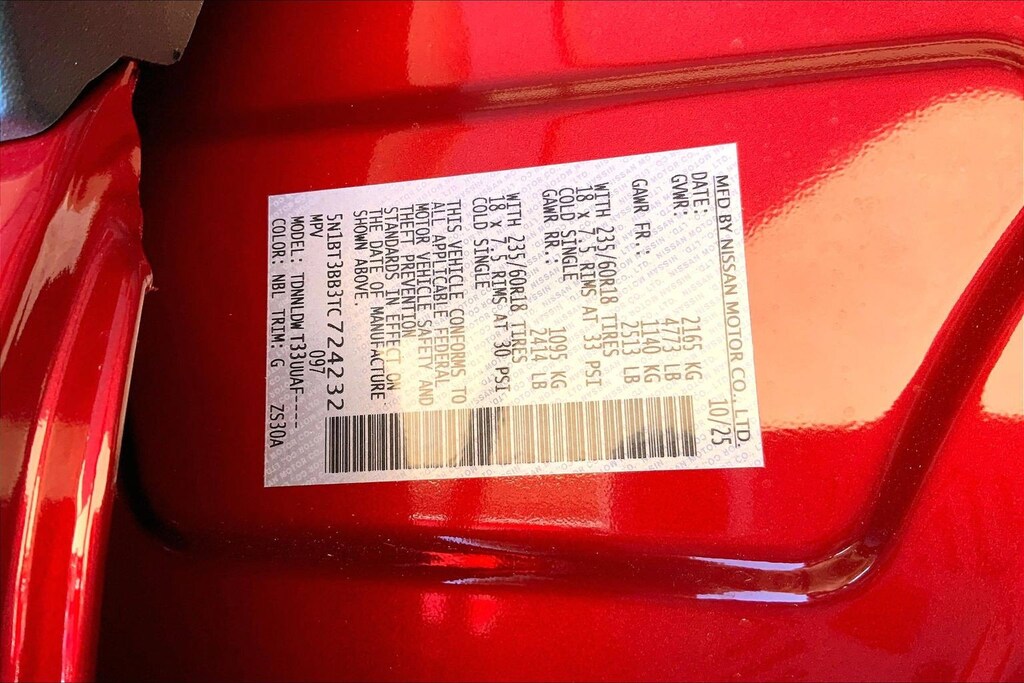 MFD BY NISSAN MOTOR CO., LTD.
DATE: 10/25
GVWR: 2165 KG
4773 LB
GAWR FR.: 1140 KG
2513 LB
WITH 235/60R18 TIRES
18 X 7.5 RIMS AT 33 PSI
COLD SINGLE
GAWR RR.: 1095 KG
2414 LB
WITH 235/60R18 TIRES
18 X 7.5 RIMS AT 30 PSI
COLD SINGLE
THIS VEHICLE CONFORMS TO
ALL APPLICABLE FEDERAL
MOTOR VEHICLE SAFETY AND
THEFT PREVENTION
STANDARDS IN EFFECT ON
THE DATE OF MANUFACTURE
SHOWN ABOVE.
5N1BT3BB3TC724232
MPV 097
MODEL: TDNNLDW T33UUAF----
COLOR: NBL TRIM: G ZS30A